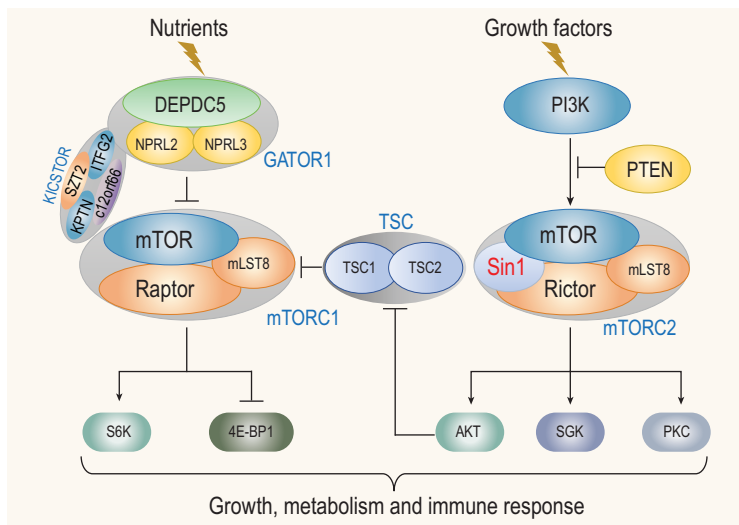 Nutrients
Growth factors
DEPDC5
NPRL2
NPRL3
GATOR1
KICSTOR
SZT2
ITFG2
KPTN
c12orf66
PI3K
PTEN
mTOR
mLST8
Raptor
mTORC1
TSC
TSC1
TSC2
mTOR
Sin1
mLST8
Rictor
mTORC2
S6K
4E-BP1
AKT
SGK
PKC
Growth, metabolism and immune response